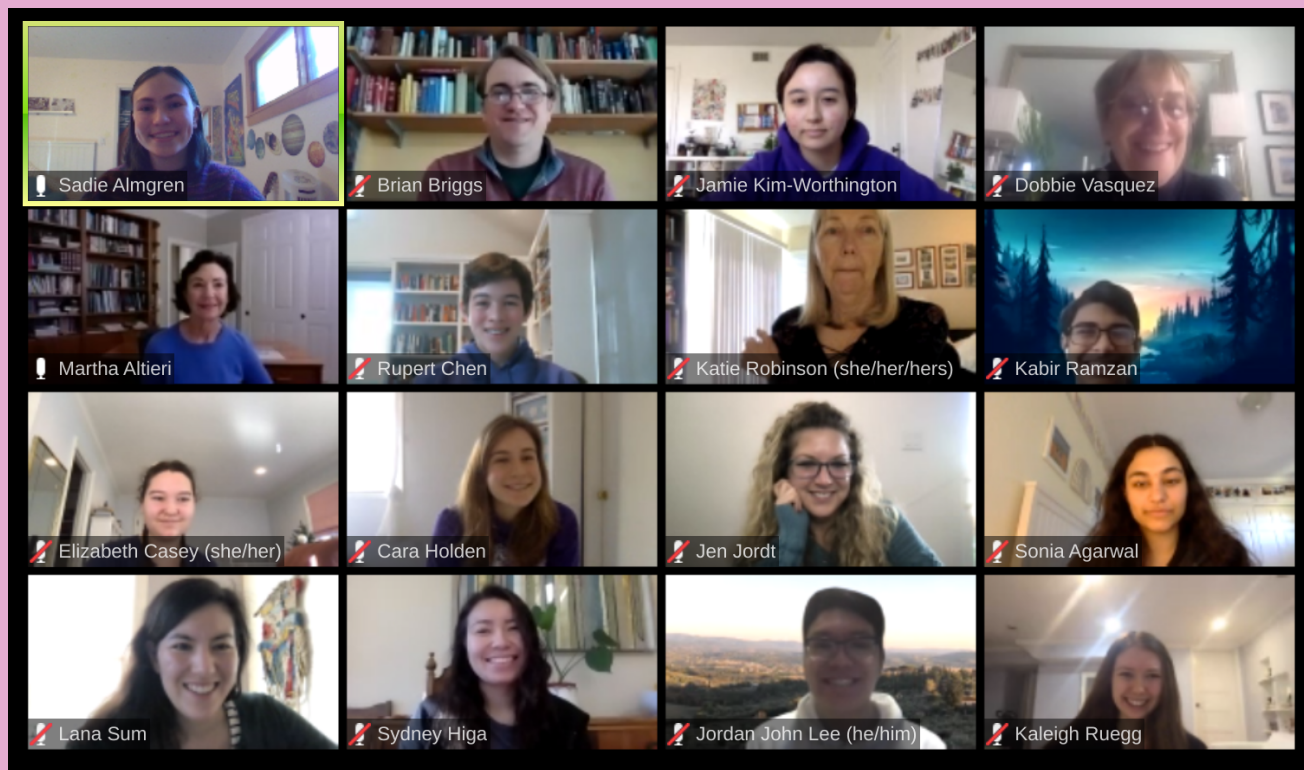 Sadie Almgren
Brian Briggs
Jamie Kim-Worthington
Dobbie Vasquez
Martha Altieri
Rupert Chen
Katie Robinson (she/her/hers)
Kabir Ramzan
Elizabeth Casey (she/her)
Cara Holden
Jen Jordt
Sonia Agarwal
Lana Sum
Sydney Higa
Jordan John Lee (he/him)
Kaleigh Ruegg